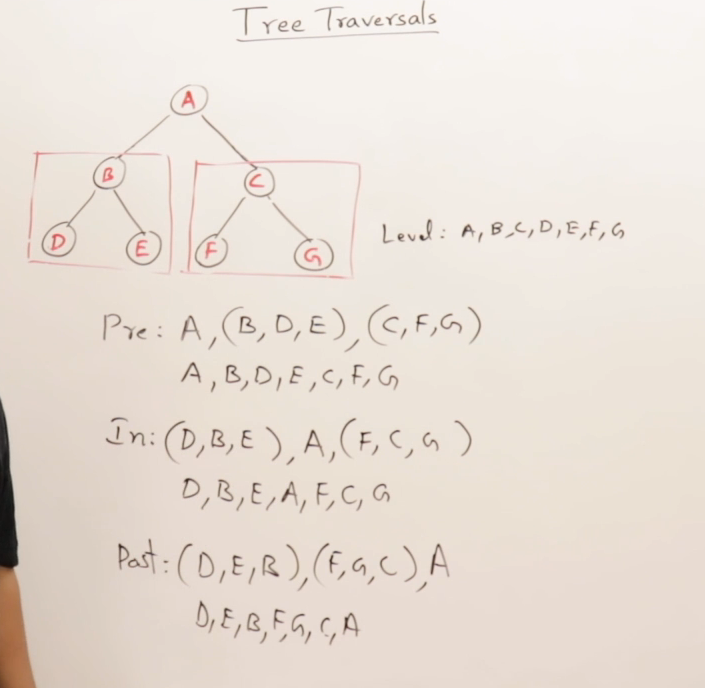 Tree Traversals
A
B
C
D
E
F
G
Level: A, B, C, D, E, F, G
Pre: A, (B, D, E), (C, F, G)
A, B, D, E, C, F, G
In: (D, B, E), A, (F, C, G)
D, B, E, A, F, C, G
Post: (D, E, B), (F, G, C), A
D, E, B, F, G, C, A